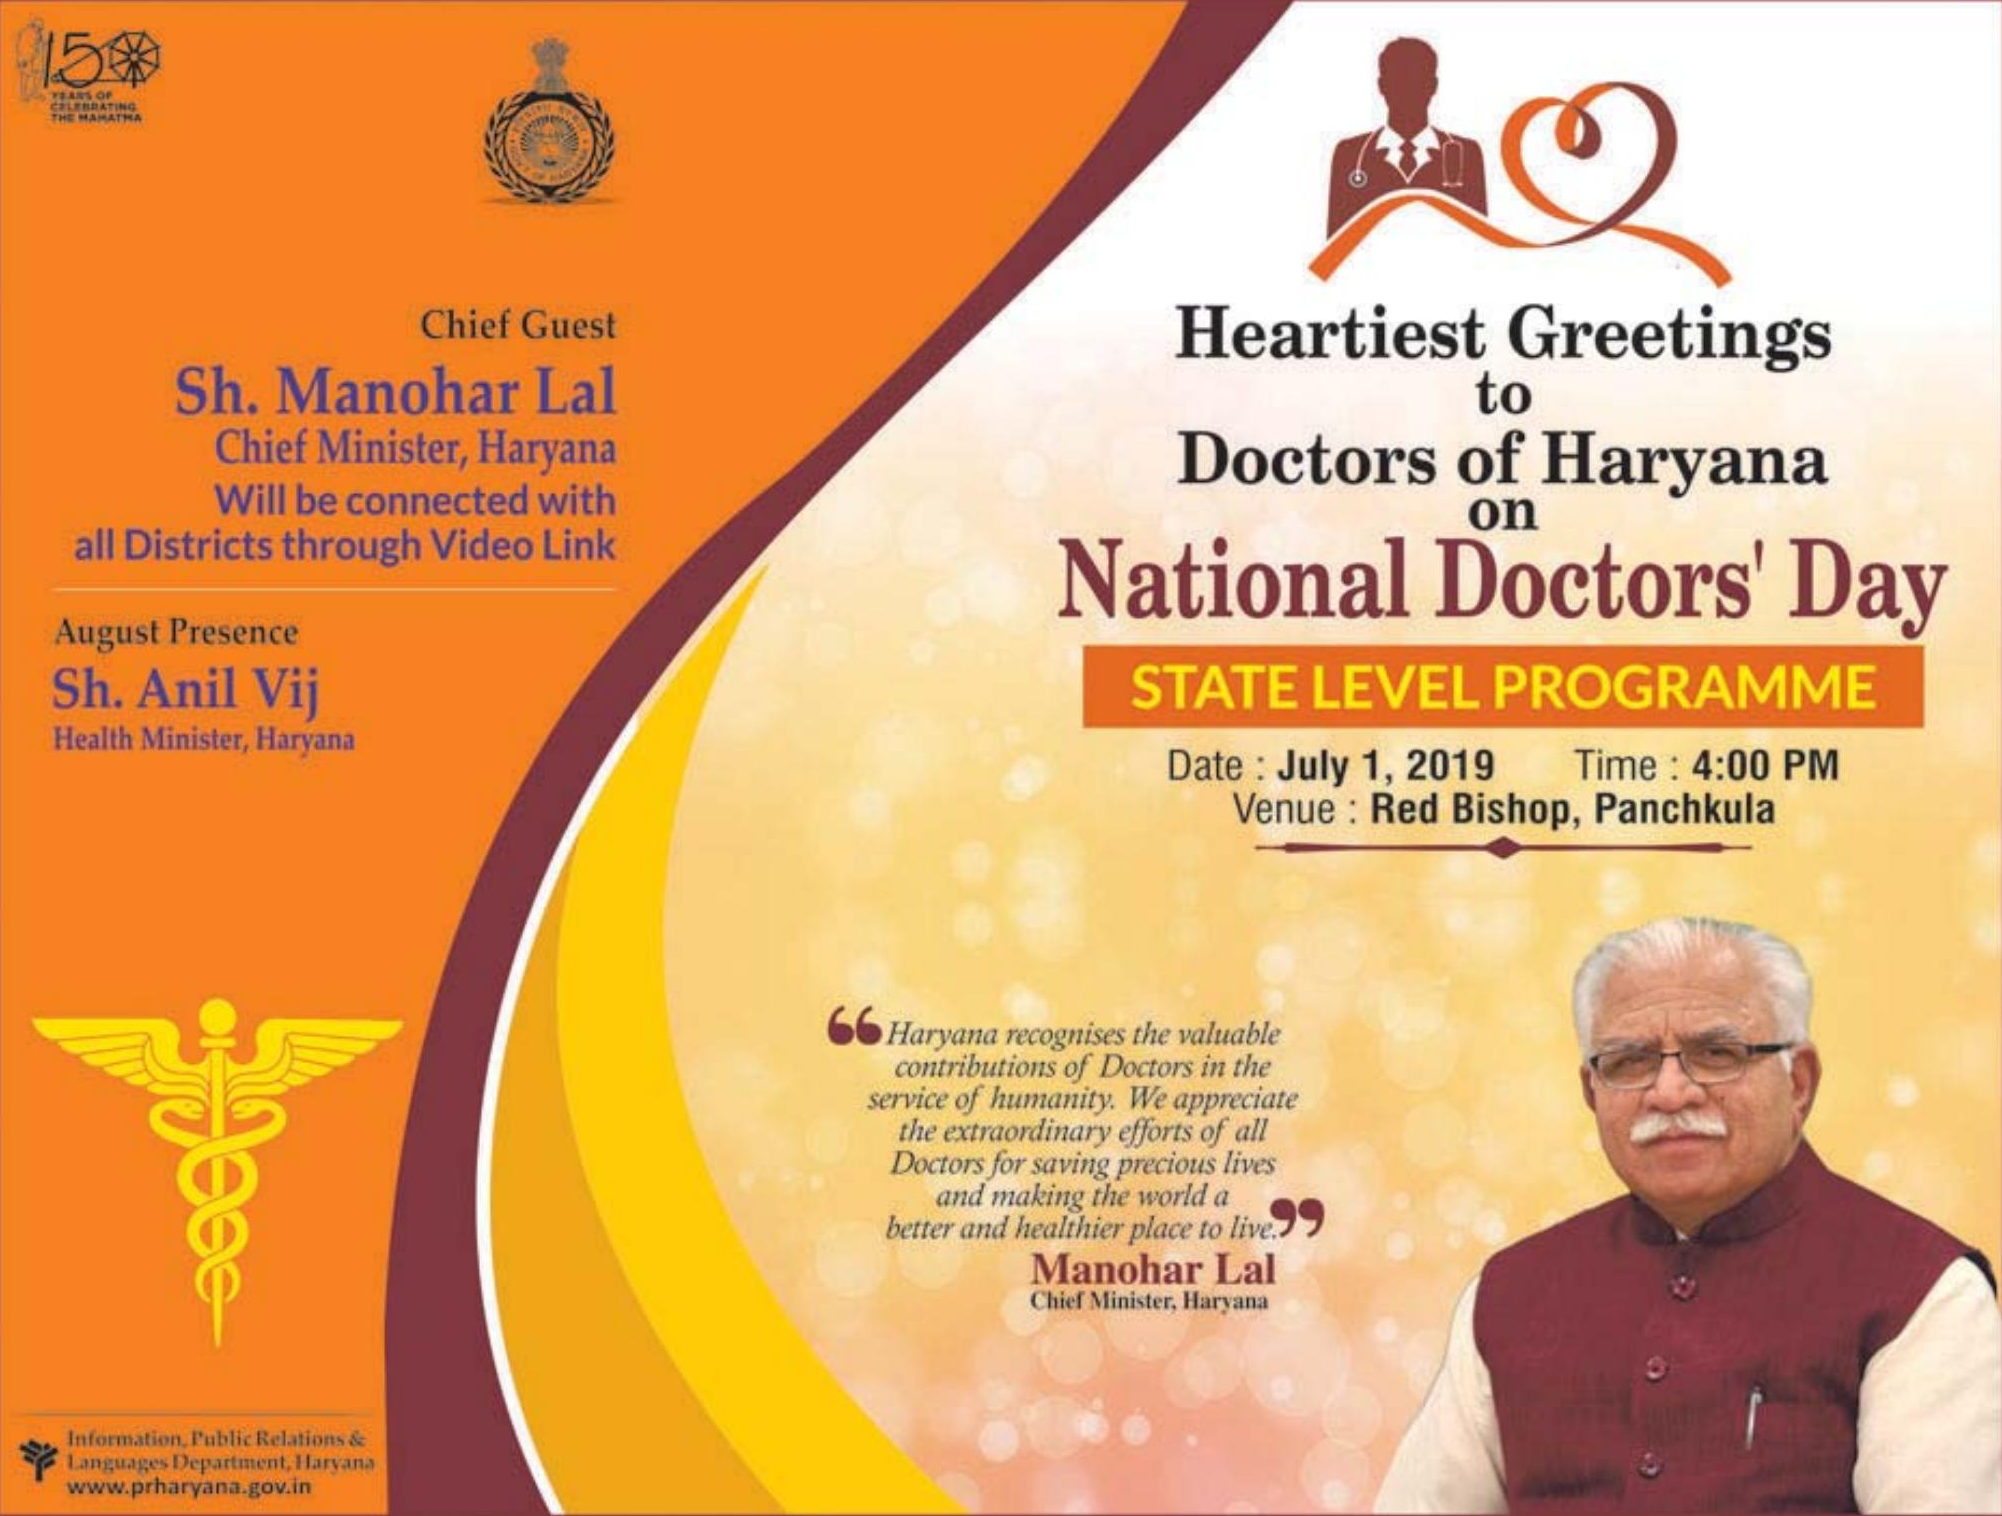 150
YEARS OF
CELEBRATING
THE MAHATMA
Chief Guest
Sh. Manohar Lal
Chief Minister, Haryana
Will be connected with
all Districts through Video Link
August Presence
Sh. Anil Vij
Health Minister, Haryana
Information, Public Relations &
Languages Department, Haryana
www.prharyana.gov.in
Heartiest Greetings
to
Doctors of Haryana
on
National Doctors' Day
STATE LEVEL PROGRAMME
Date : July 1, 2019 Time : 4:00 PM
Venue : Red Bishop, Panchkula
“Haryana recognises the valuable
contributions of Doctors in the
service of humanity. We appreciate
the extraordinary efforts of all
Doctors for saving precious lives
and making the world a
better and healthier place to live.”
Manohar Lal
Chief Minister, Haryana